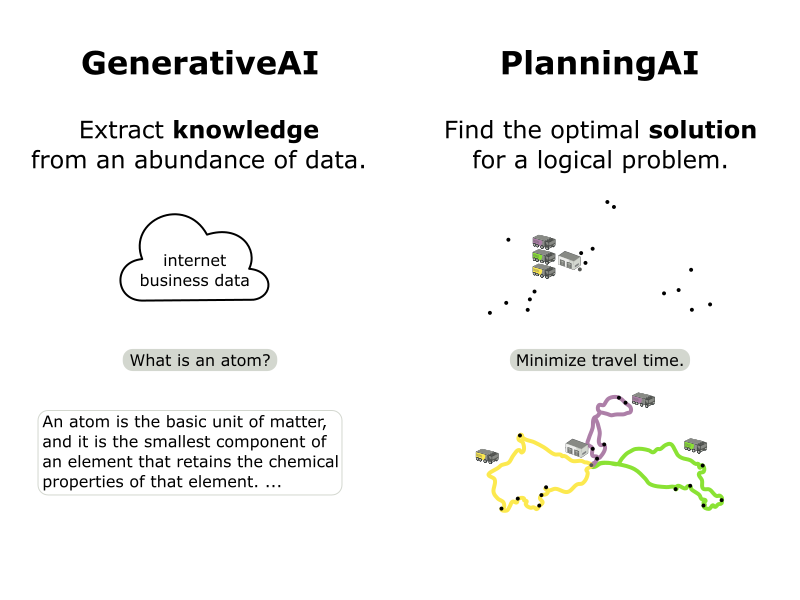 GenerativeAI
Extract knowledge
from an abundance of data.
internet
business data
What is an atom?
An atom is the basic unit of matter,
and it is the smallest component of
an element that retains the chemical
properties of that element. ...
PlanningAI
Find the optimal solution
for a logical problem.
Minimize travel time.